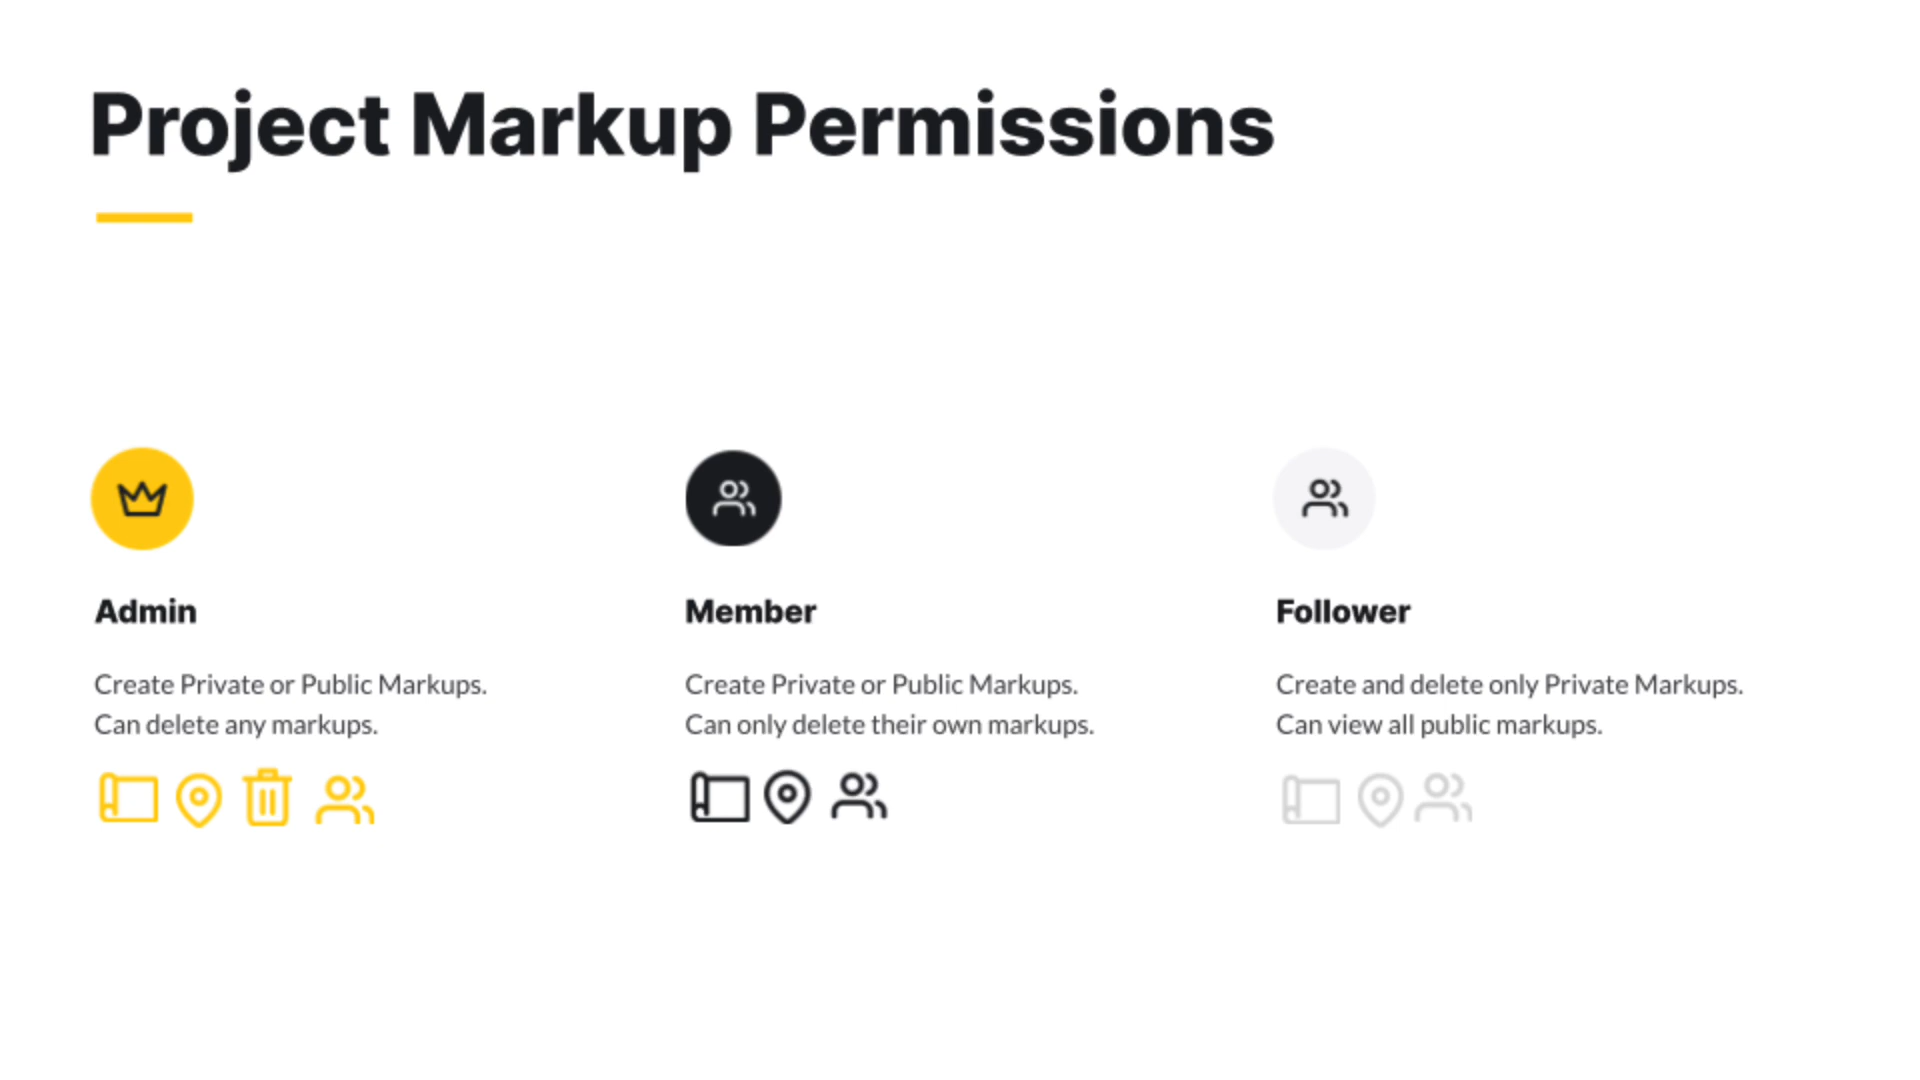 Project Markup Permissions
Admin
Create Private or Public Markups.
Can delete any markups.
Member
Create Private or Public Markups.
Can only delete their own markups.
Follower
Create and delete only Private Markups.
Can view all public markups.